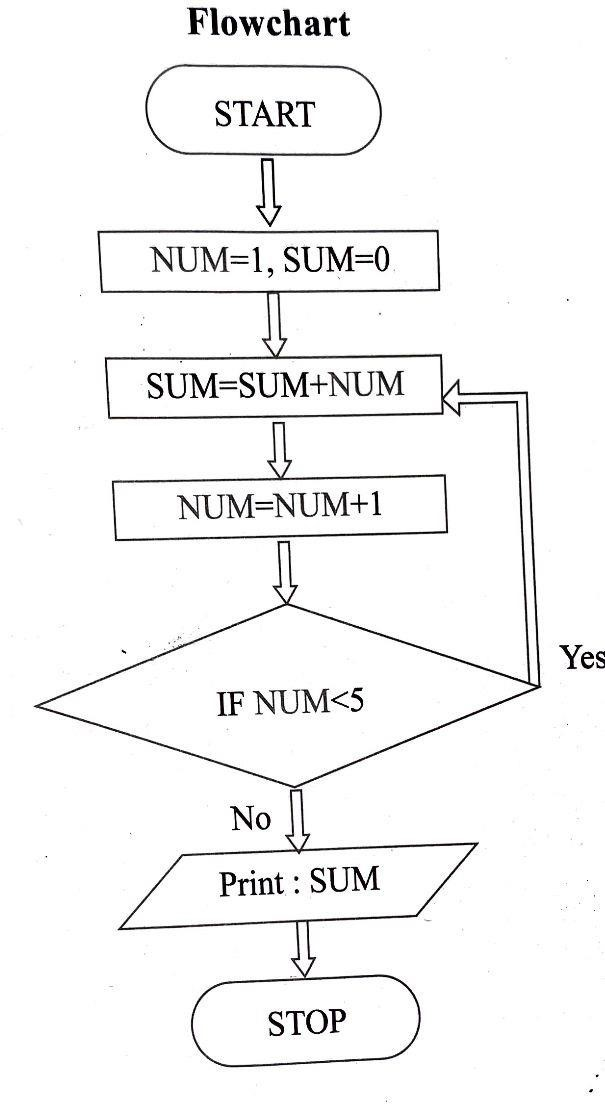 Flowchart
START
NUM=1, SUM=0
SUM=SUM+NUM
NUM=NUM+1
IF NUM<5
Yes
No
Print : SUM
STOP